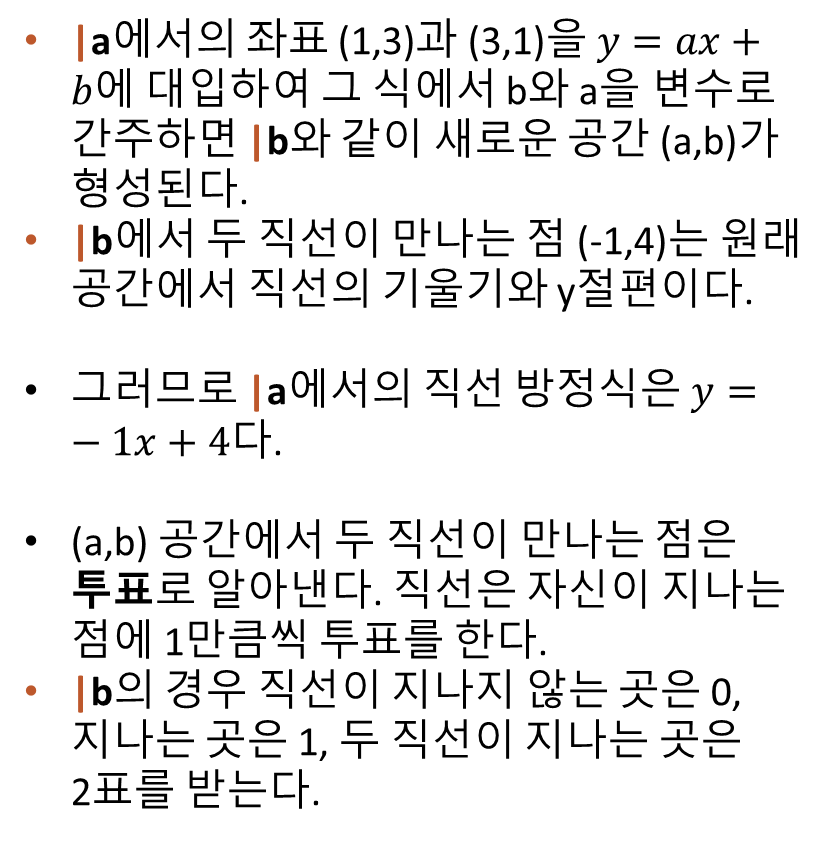 • |a에서의 좌표 (1,3)과 (3,1)을 y = ax +
b에 대입하여 그 식에서 b와 a을 변수로
간주하면 |b와 같이 새로운 공간 (a,b)가
형성된다.
• |b에서 두 직선이 만나는 점 (-1,4)는 원래
공간에서 직선의 기울기와 y절편이다.
• 그러므로 |a에서의 직선 방정식은 y =
− 1x + 4다.
• (a,b) 공간에서 두 직선이 만나는 점은
투표로 알아낸다. 직선은 자신이 지나는
점에 1만큼씩 투표를 한다.
• |b의 경우 직선이 지나지 않는 곳은 0,
지나는 곳은 1, 두 직선이 지나는 곳은
2표를 받는다.